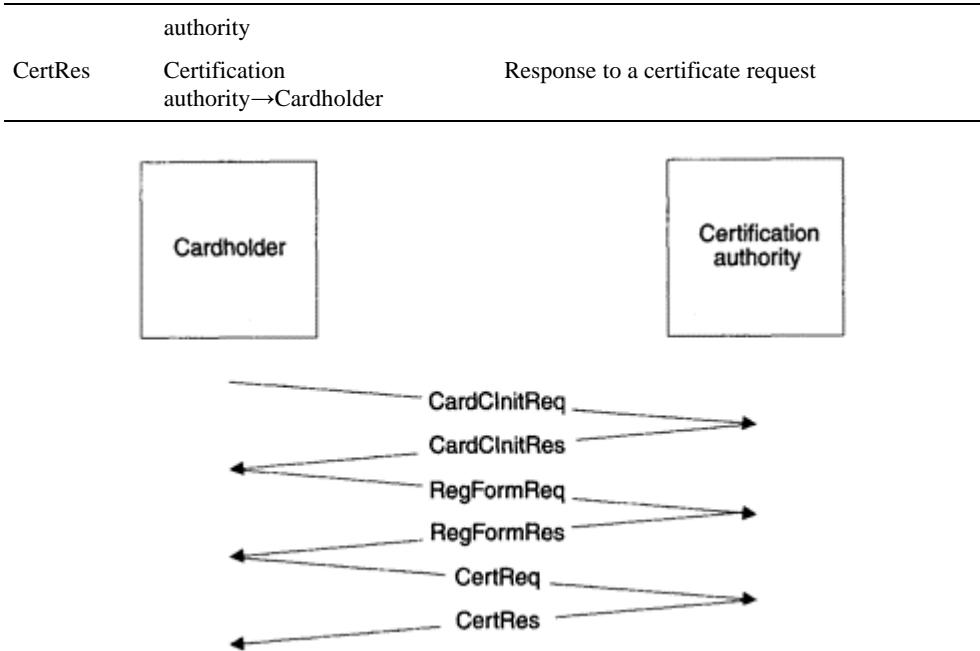 authority
CertRes Certification Response to a certificate request
authority→Cardholder
Cardholder
Certification
authority
CardCInitReq
CardCInitRes
RegFormReq
RegFormRes
CertReq
CertRes